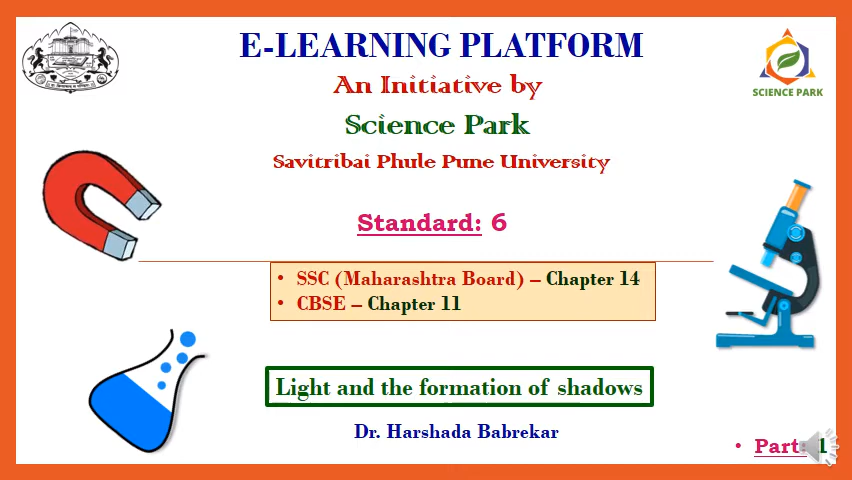 E-LEARNING PLATFORM
An Initiative by
Science Park
SCIENCE PARK
Savitribai Phule Pune University
Standard: 6
• SSC (Maharashtra Board) – Chapter 14
• CBSE – Chapter 11
Light and the formation of shadows
Dr. Harshada Babrekar
• Part: 1